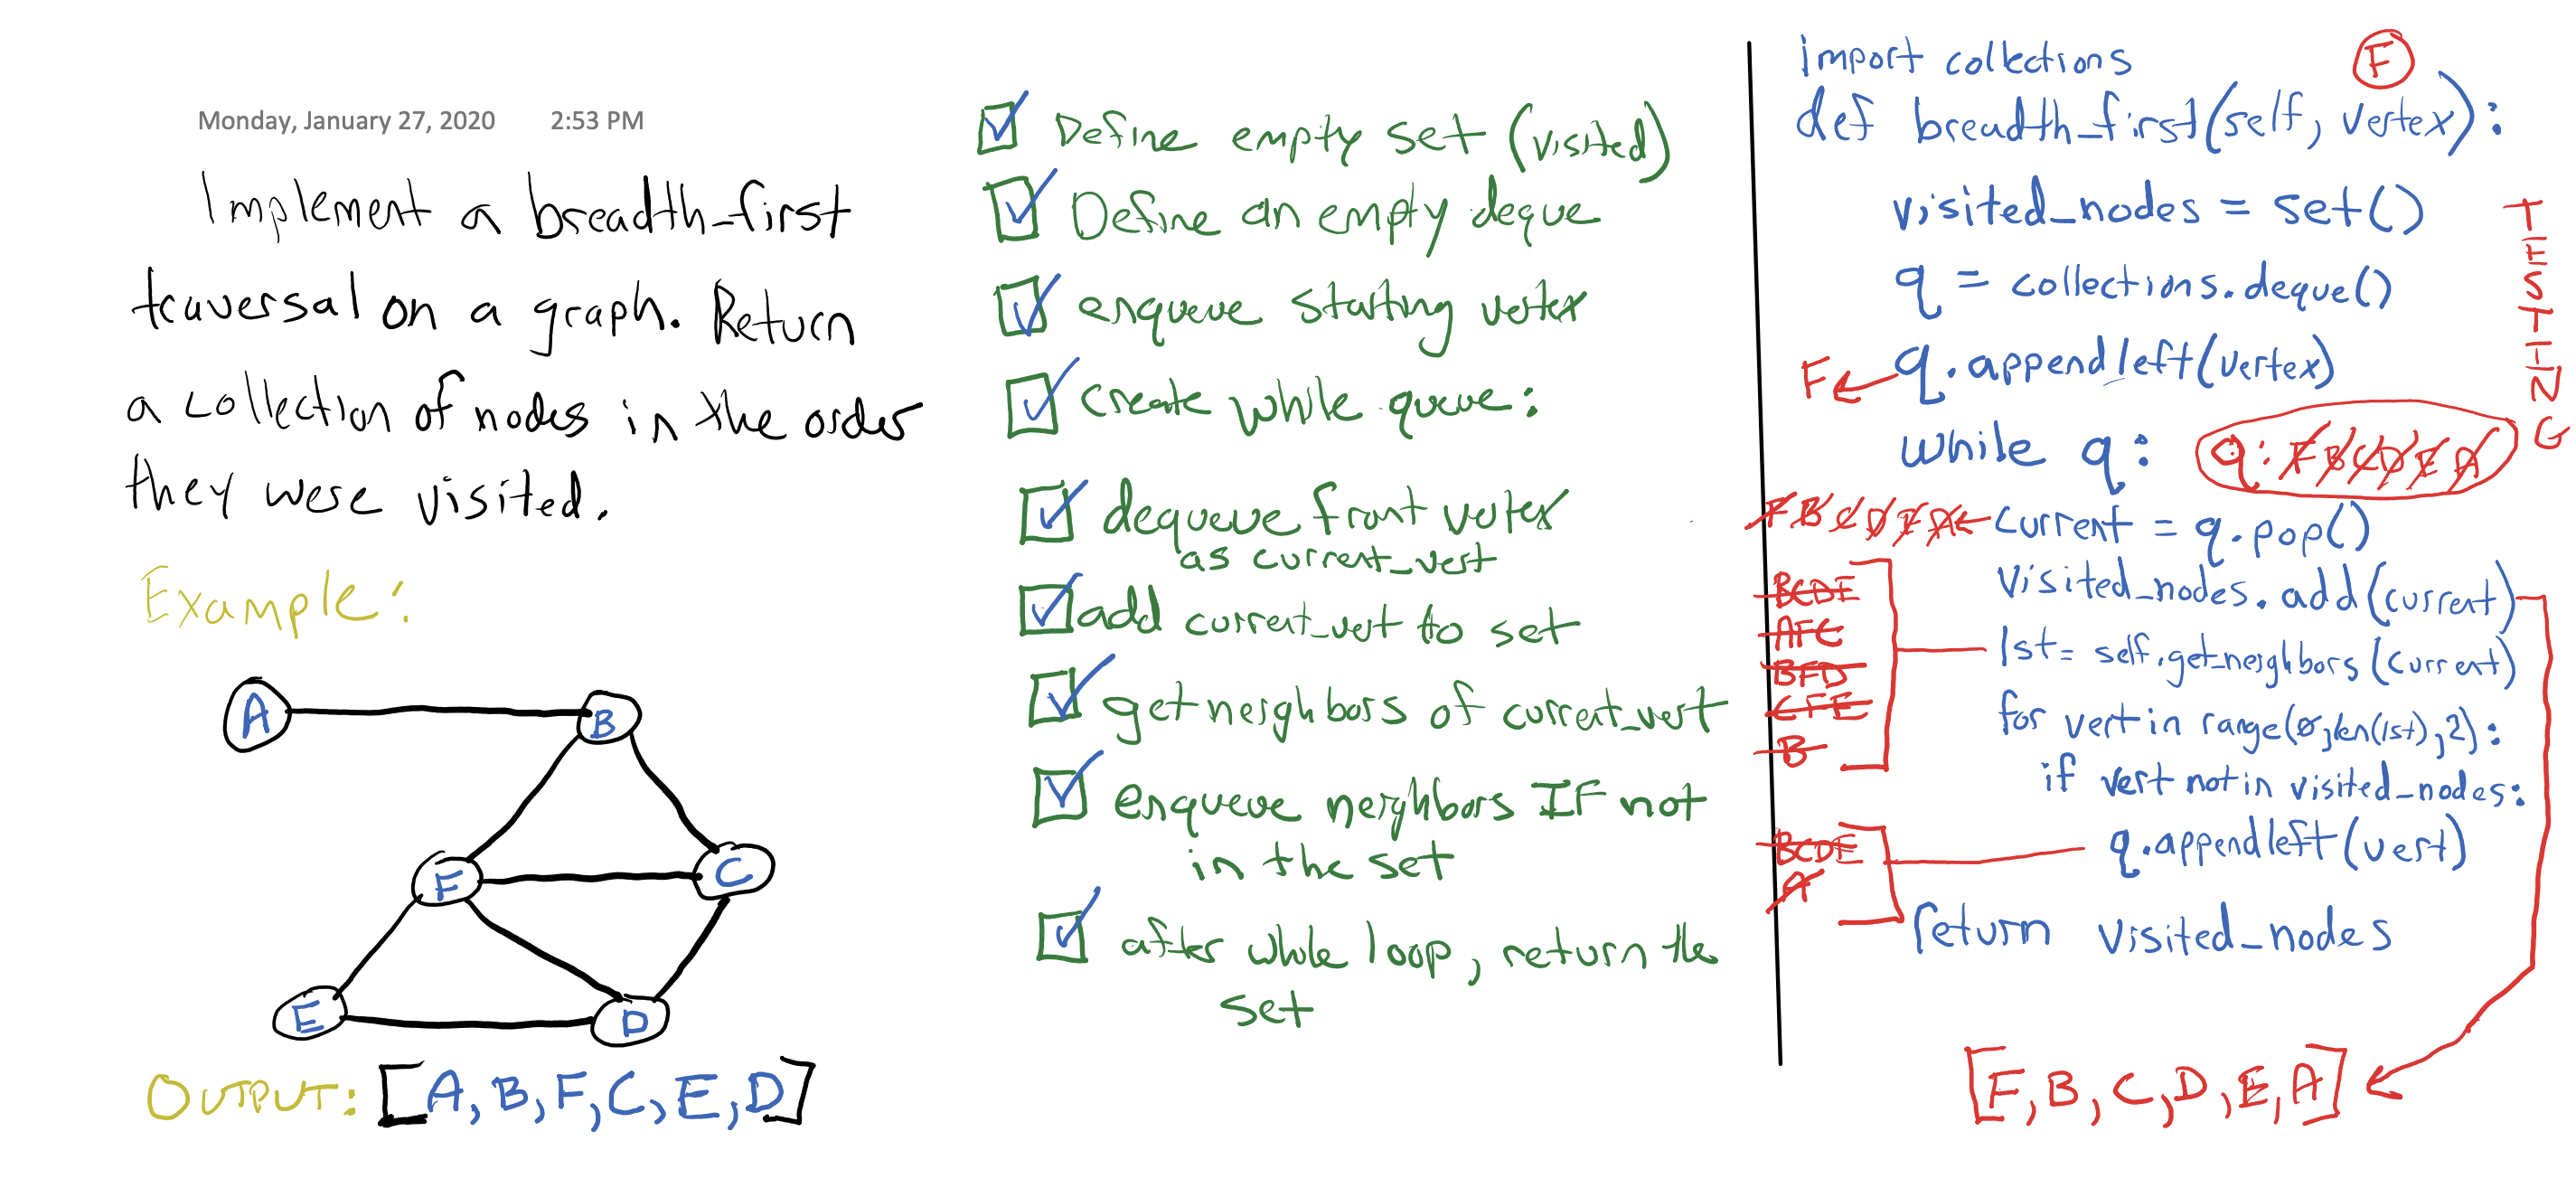 Monday, January 27, 2020 2:53 PM
Implement a breadth_first
traversal on a graph. Return
a collection of nodes in the order
they were visited.
Example:
A
B
F
C
E
D
OUTPUT: [A, B, F, C, E, D]
Define empty set (visited)
Define an empty deque
enqueue starting vertex
create while queue:
dequeue front vertex
as current_vert
add current_vert to set
get neighbors of current_vert
enqueue neighbors IF not
in the set
after while loop, return the
set
import collections
F
def breadth_first(self, vertex):
visited_nodes = set()
q = collections.deque()
F
q.appendleft(vertex)
while q:
q: F B C D E A
F B C D E A
current = q.pop()
visited_nodes.add(current)
BCDE
AFC
BFD
CFE
B
lst = self.get_neighbors(current)
for vert in range(0, len(lst), 2):
if vert not in visited_nodes:
BCDE
A
q.appendleft(vert)
return visited_nodes
[F, B, C, D, E, A]
TESTING